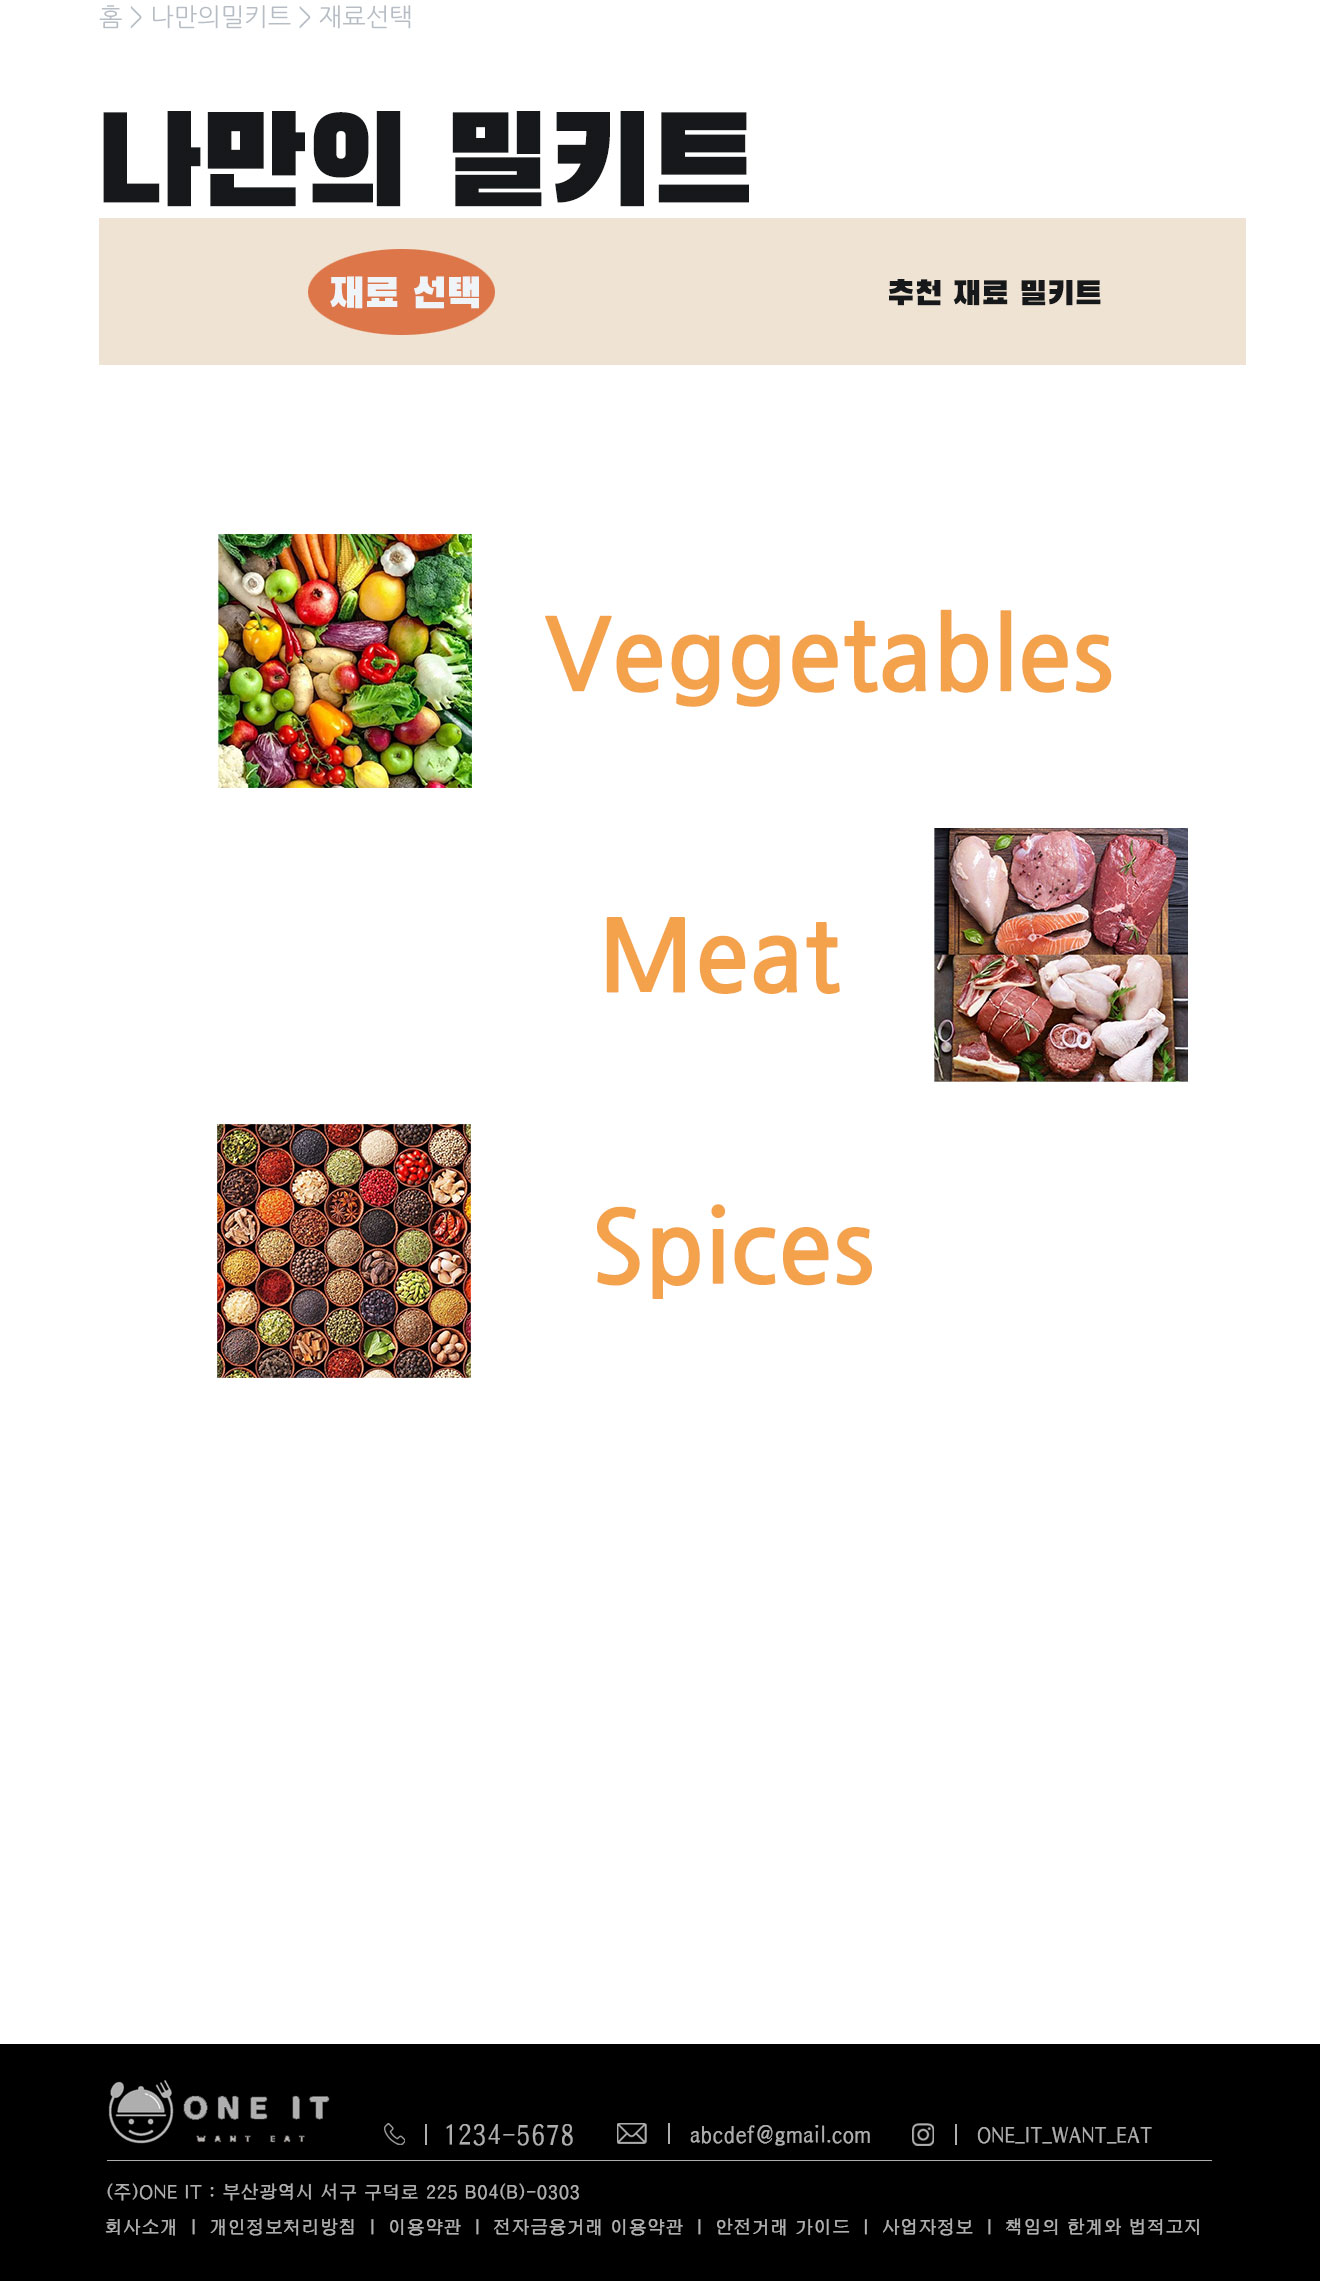 홈 > 나만의밀키트 > 재료선택
나만의 밀키트
재료 선택
추천 재료 밀키트
Veggetables
Meat
Spices
ONE IT
WANT EAT
| 1234-5678
| abcdef@gmail.com
| ONE_IT_WANT_EAT
(주)ONE IT : 부산광역시 서구 구덕로 225 B04(B)-0303
회사소개 | 개인정보처리방침 | 이용약관 | 전자금융거래 이용약관 | 안전거래 가이드 | 사업자정보 | 책임의 한계와 법적고지